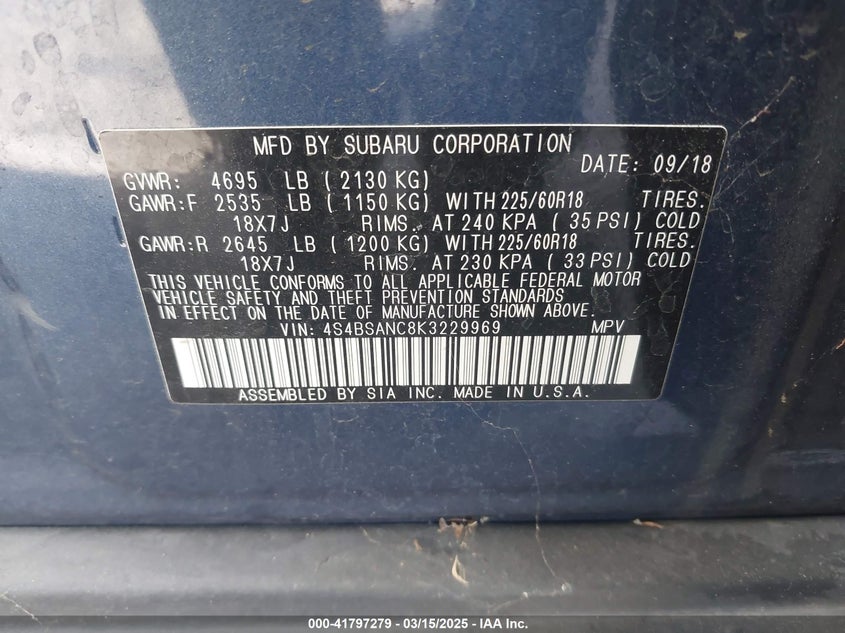 MFD BY SUBARU CORPORATION
DATE: 09/18
GVWR: 4695 LB ( 2130 KG)
GAWR:F 2535 LB ( 1150 KG) WITH 225/60R18 TIRES.
18X7J RIMS. AT 240 KPA ( 35 PSI) COLD
GAWR:R 2645 LB ( 1200 KG) WITH 225/60R18 TIRES.
18X7J RIMS. AT 230 KPA ( 33 PSI) COLD
THIS VEHICLE CONFORMS TO ALL APPLICABLE FEDERAL MOTOR
VEHICLE SAFETY AND THEFT PREVENTION STANDARDS
IN EFFECT ON THE DATE OF MANUFACTURE SHOWN ABOVE.
VIN: 4S4BSANC8K3229969 MPV
ASSEMBLED BY SIA INC. MADE IN U.S.A.
000-41797279 - 03/15/2025 - IAA Inc.